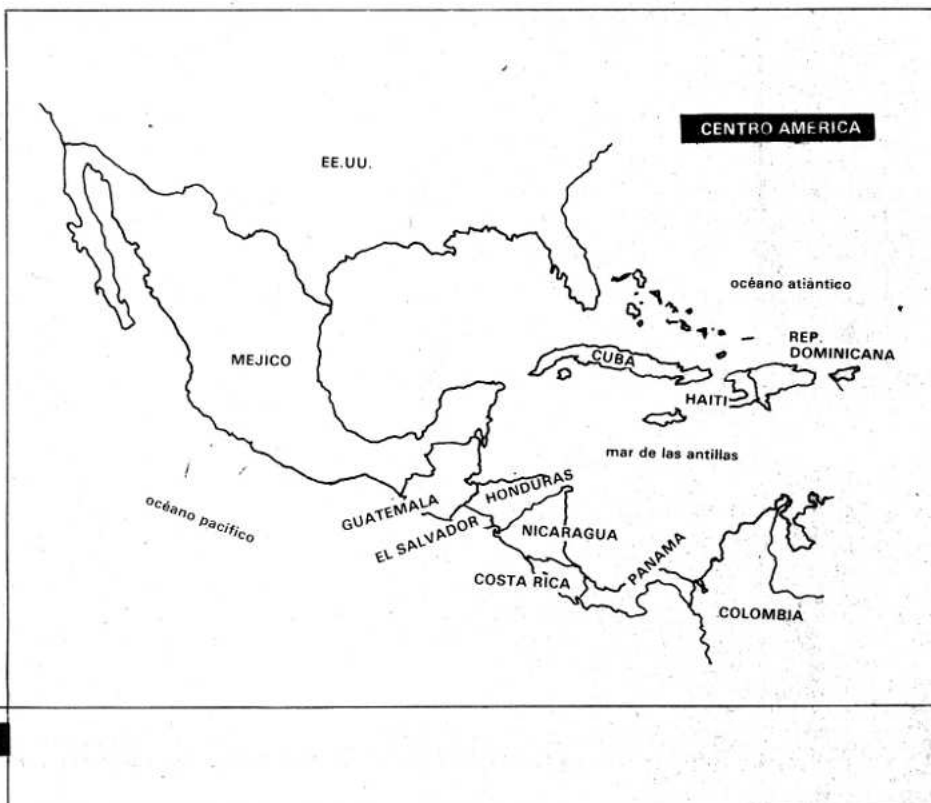 CENTRO AMERICA
EE.UU.
océano atlántico
REP.
DOMINICANA
CUBA
MEJICO
HAITI
mar de las antillas
HONDURAS
GUATEMALA
océano pacífico
EL SALVADOR
NICARAGUA
PANAMA
COSTA RICA
COLOMBIA